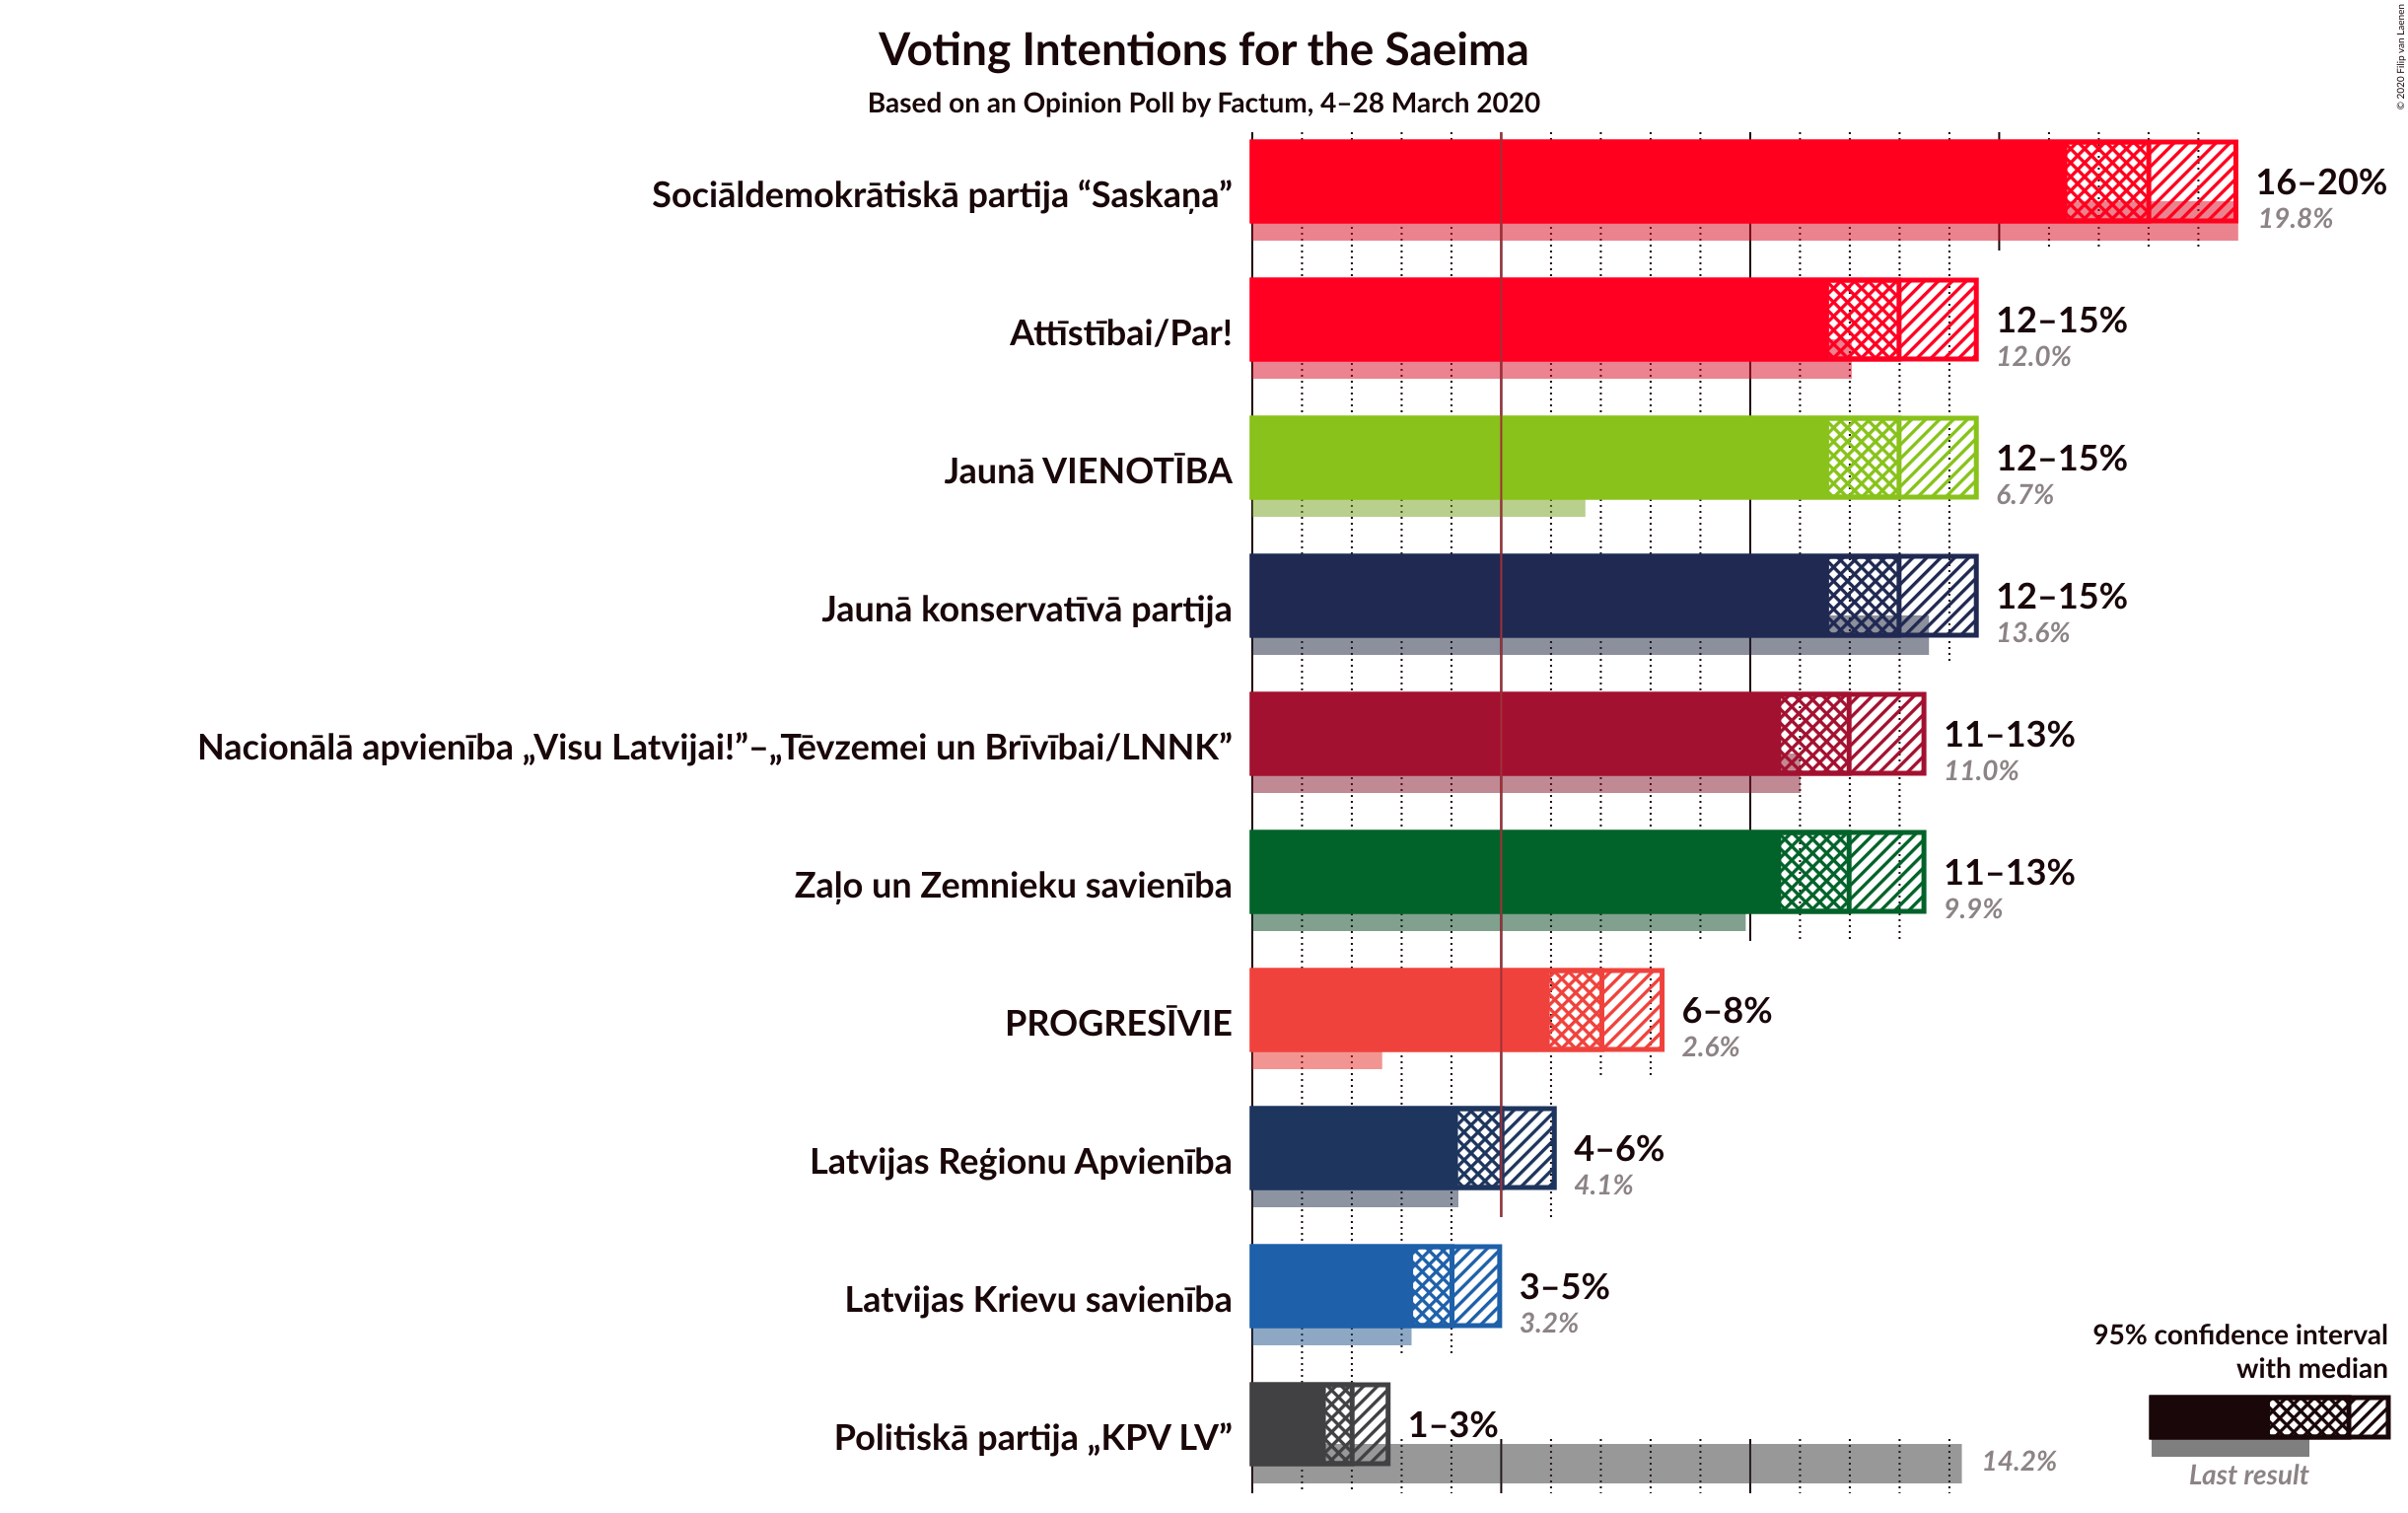 Voting Intentions for the Saeima
Based on an Opinion Poll by Factum, 4–28 March 2020
© 2020 Filip van Laenen
Sociāldemokrātiskā partija “Saskaņa”
16–20%
19.8%
Attīstībai/Par!
12–15%
12.0%
Jaunā VIENOTĪBA
12–15%
6.7%
Jaunā konservatīvā partija
12–15%
13.6%
Nacionālā apvienība „Visu Latvijai!”–„Tēvzemei un Brīvībai/LNNK”
11–13%
11.0%
Zaļo un Zemnieku savienība
11–13%
9.9%
PROGRESĪVIE
6–8%
2.6%
Latvijas Reģionu Apvienība
4–6%
4.1%
Latvijas Krievu savienība
3–5%
3.2%
Politiskā partija „KPV LV”
1–3%
14.2%
95% confidence interval
with median
Last result